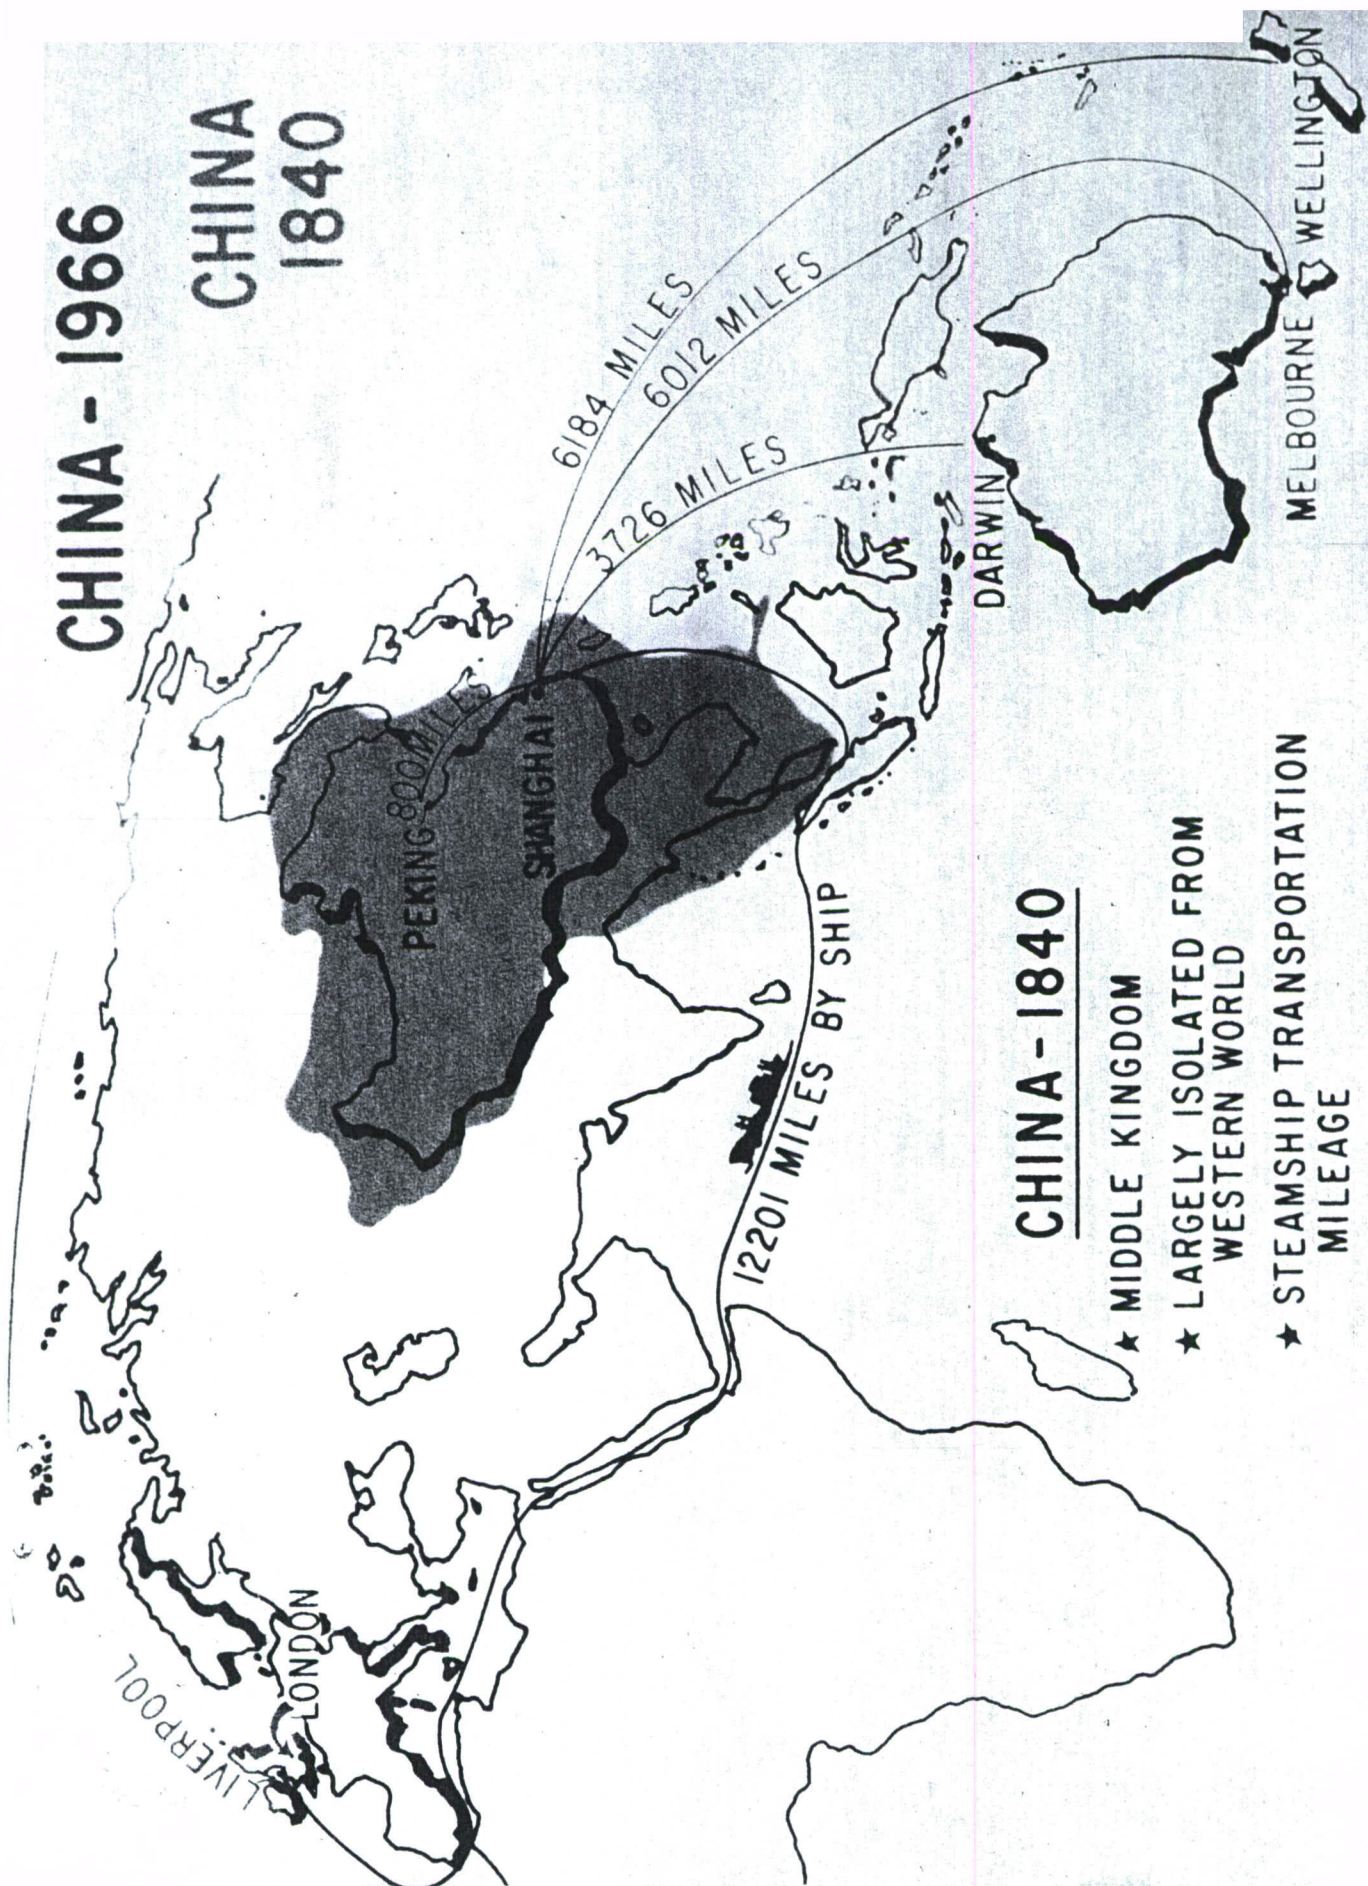 CHINA - 1966
CHINA
1840
LIVERPOOL
LONDON
PEKING
800 MILES
SHANGHAI
6184 MILES
6012 MILES
3726 MILES
12201 MILES BY SHIP
DARWIN
MELBOURNE
WELLINGTON
CHINA - 1840
★ MIDDLE KINGDOM
★ LARGELY ISOLATED FROM
WESTERN WORLD
★ STEAMSHIP TRANSPORTATION
MILEAGE